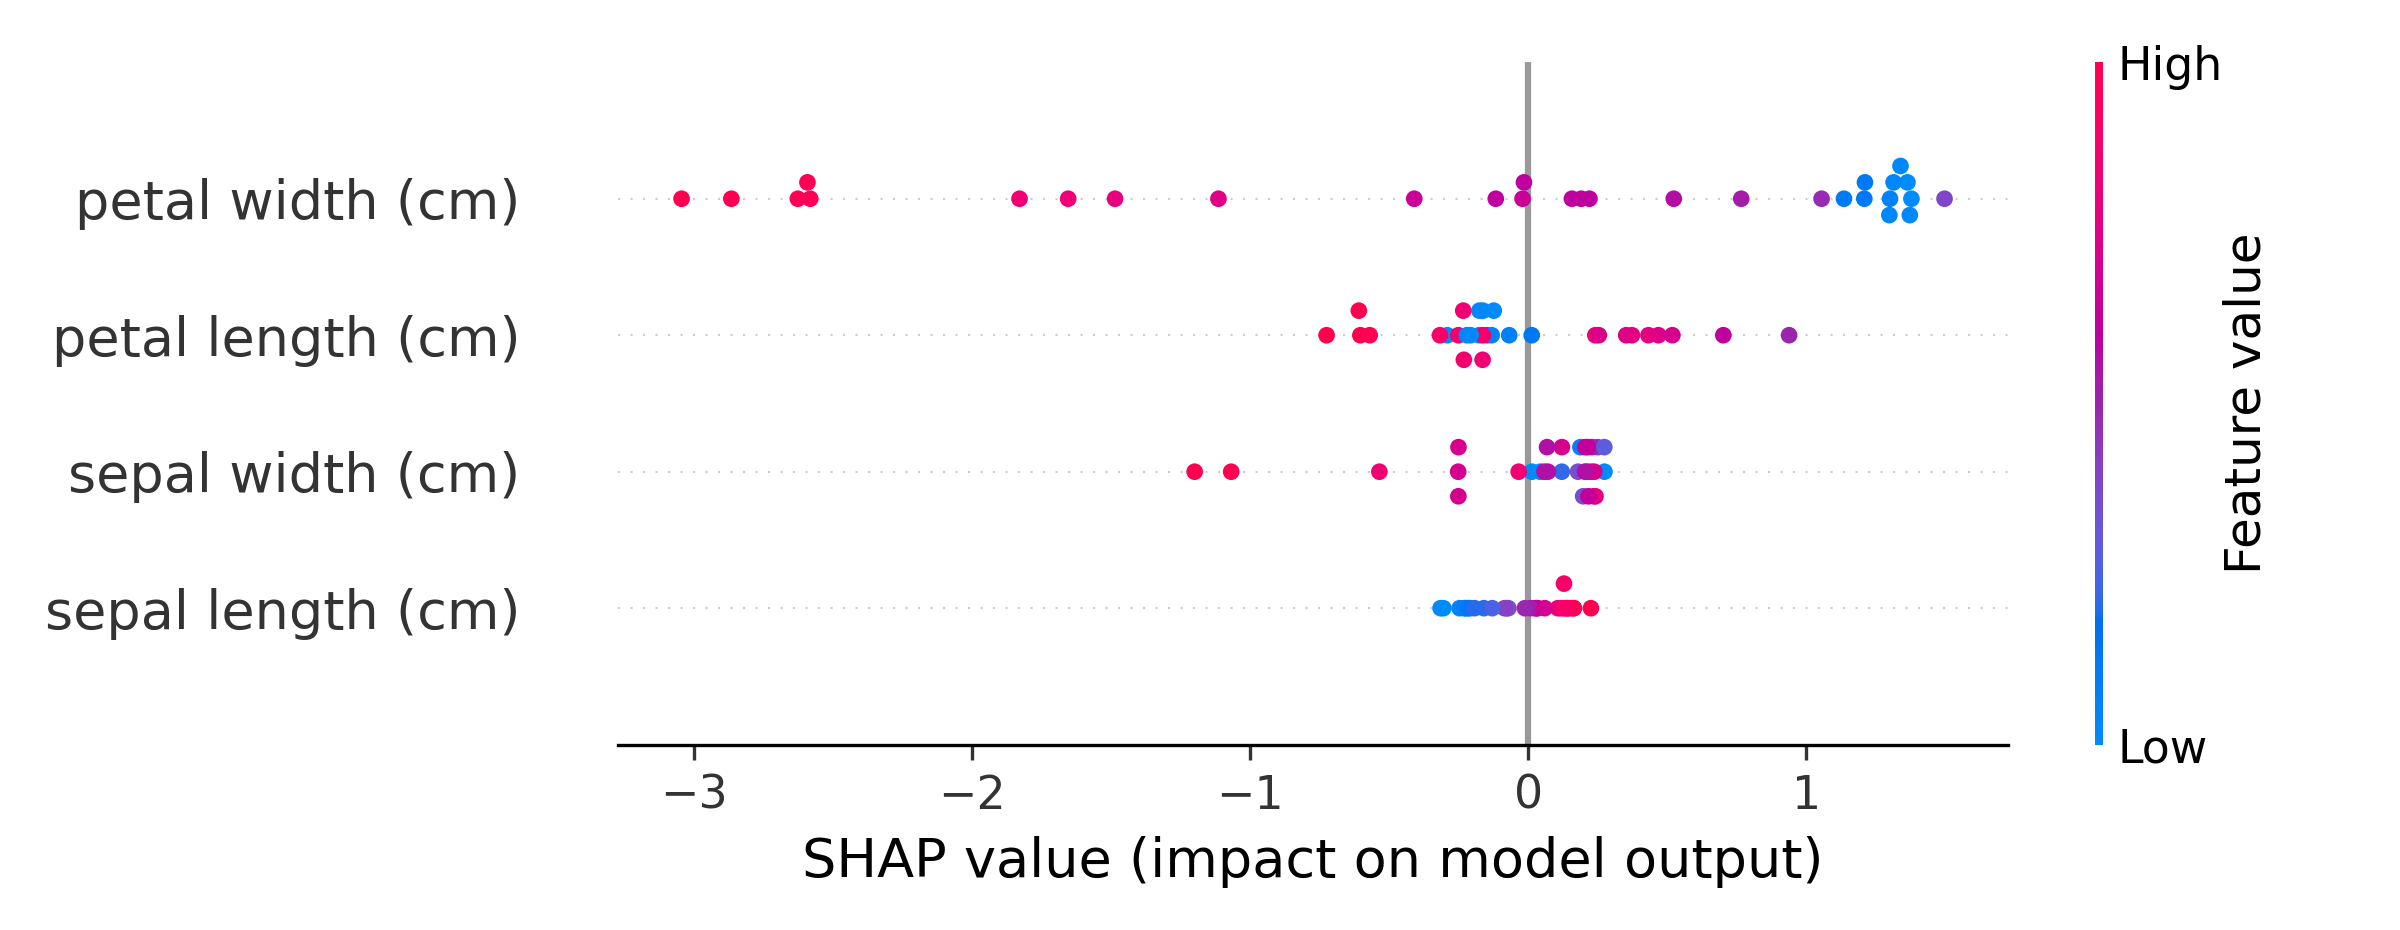 High
petal width (cm)
petal length (cm)
sepal width (cm)
sepal length (cm)
Feature value
Low
−3 −2 −1 0 1
SHAP value (impact on model output)